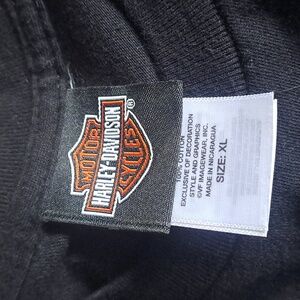 MOTOR
HARLEY-DAVIDSON
CYCLES
®
100% COTTON
EXCLUSIVE OF DECORATION
STYLE AND GRAPHICS
©VF IMAGEWEAR, INC.
MADE IN NICARAGUA
SIZE: XL